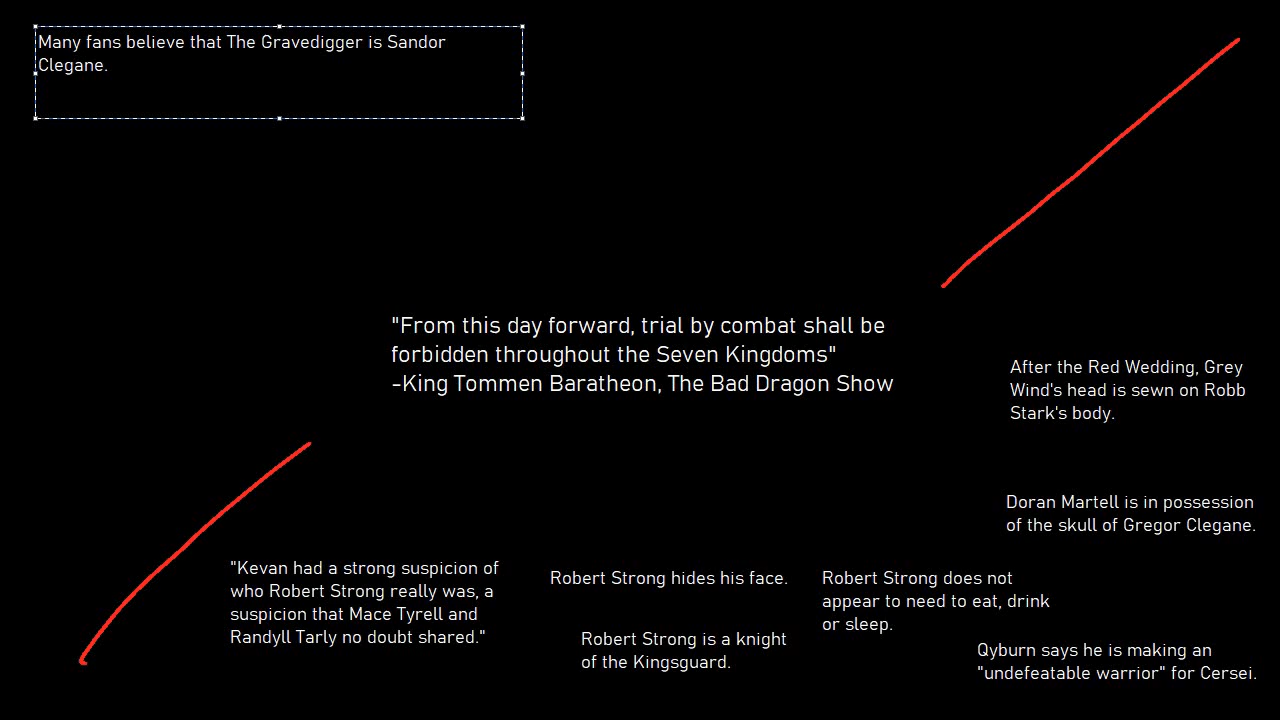 Many fans believe that The Gravedigger is Sandor
Clegane.
"From this day forward, trial by combat shall be
forbidden throughout the Seven Kingdoms"
-King Tommen Baratheon, The Bad Dragon Show
After the Red Wedding, Grey
Wind's head is sewn on Robb
Stark's body.
Doran Martell is in possession
of the skull of Gregor Clegane.
"Kevan had a strong suspicion of
who Robert Strong really was, a
suspicion that Mace Tyrell and
Randyll Tarly no doubt shared."
Robert Strong hides his face.
Robert Strong is a knight
of the Kingsguard.
Robert Strong does not
appear to need to eat, drink
or sleep.
Qyburn says he is making an
"undefeatable warrior" for Cersei.